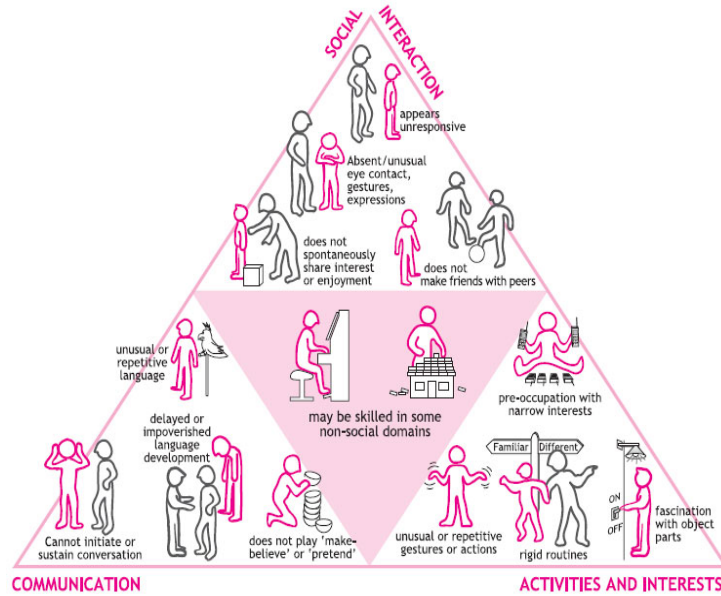 SOCIAL
INTERACTION
appears
unresponsive
Absent/unusual
eye contact,
gestures,
expressions
does not
spontaneously
share interest
or enjoyment
does not
make friends with peers
unusual or
repetitive
language
may be skilled in some
non-social domains
pre-occupation with
narrow interests
delayed or
impoverished
language
development
Cannot initiate or
sustain conversation
does not play 'make-
believe' or 'pretend'
unusual or repetitive
gestures or actions
Familiar
Different
rigid routines
ON
OFF
fascination
with object
parts
COMMUNICATION
ACTIVITIES AND INTERESTS